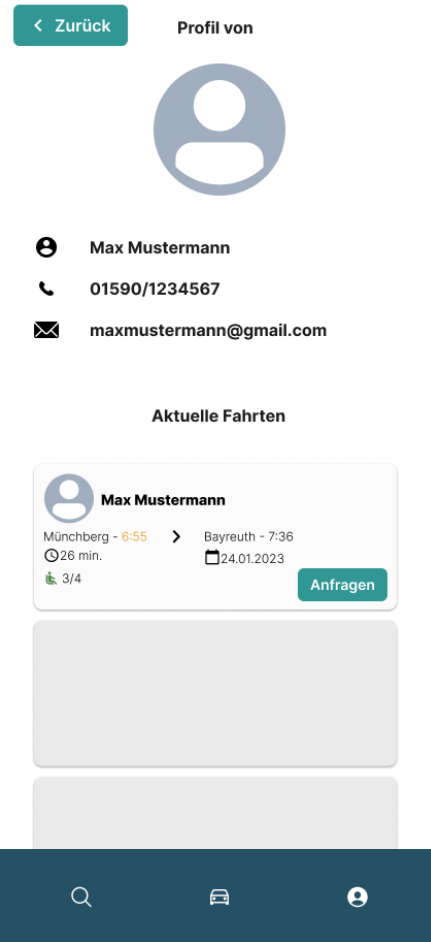 Zurück
Profil von
Max Mustermann
01590/1234567
maxmustermann@gmail.com
Aktuelle Fahrten
Max Mustermann
Münchberg - 6:55
Bayreuth - 7:36
26 min.
24.01.2023
3/4
Anfragen